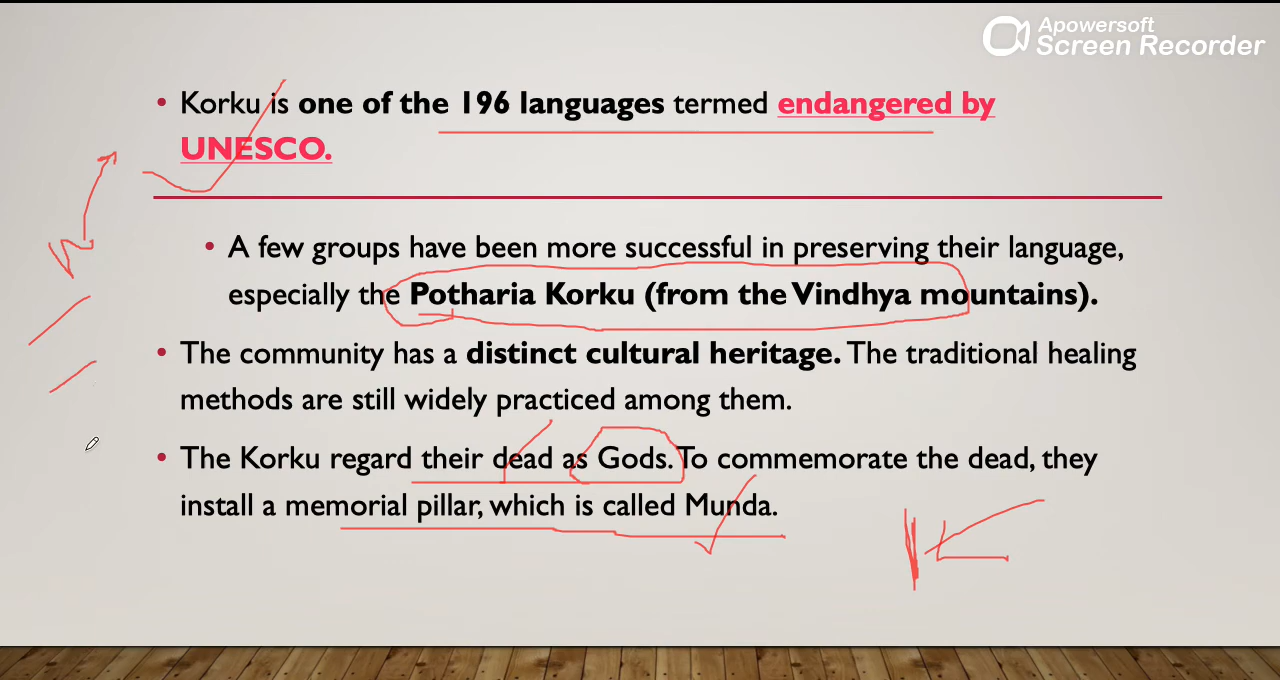 Apowersoft
Screen Recorder
• Korku is one of the 196 languages termed endangered by
UNESCO.
• A few groups have been more successful in preserving their language,
especially the Potharia Korku (from the Vindhya mountains).
• The community has a distinct cultural heritage. The traditional healing
methods are still widely practiced among them.
• The Korku regard their dead as Gods. To commemorate the dead, they
install a memorial pillar, which is called Munda.